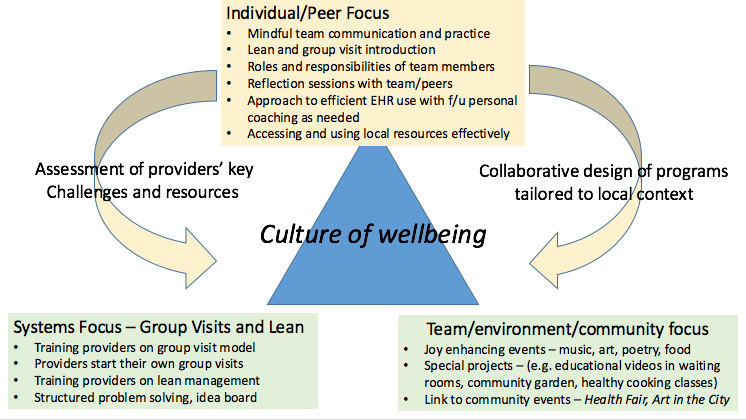 Individual/Peer Focus
• Mindful team communication and practice
• Lean and group visit introduction
• Roles and responsibilities of team members
• Reflection sessions with team/peers
• Approach to efficient EHR use with f/u personal
coaching as needed
• Accessing and using local resources effectively
Assessment of providers’ key
Challenges and resources
Collaborative design of programs
tailored to local context
Culture of wellbeing
Systems Focus – Group Visits and Lean
• Training providers on group visit model
• Providers start their own group visits
• Training providers on lean management
• Structured problem solving, idea board
Team/environment/community focus
• Joy enhancing events – music, art, poetry, food
• Special projects – (e.g. educational videos in waiting
rooms, community garden, healthy cooking classes)
• Link to community events – Health Fair, Art in the City